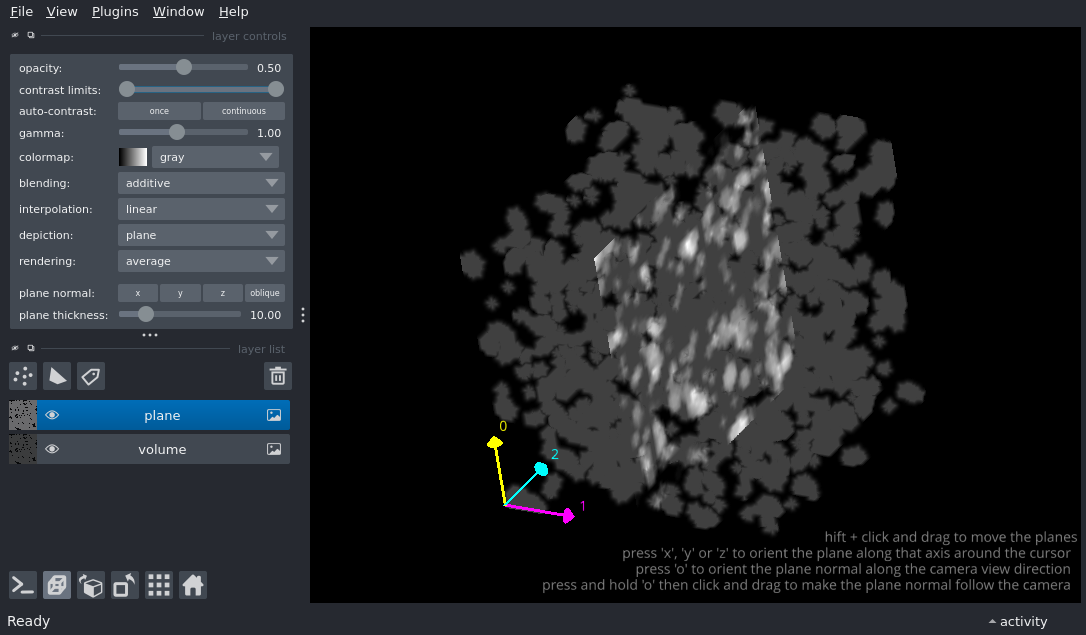 File View Plugins Window Help
layer controls
opacity: 0.50
contrast limits:
auto-contrast: once continuous
gamma: 1.00
colormap: gray
blending: additive
interpolation: linear
depiction: plane
rendering: average
plane normal: x y z oblique
plane thickness: 10.00
layer list
plane
volume
0
2
1
hift + click and drag to move the planes
press 'x', 'y' or 'z' to orient the plane along that axis around the cursor
press 'o' to orient the plane normal along the camera view direction
press and hold 'o' then click and drag to make the plane normal follow the camera
Ready
activity